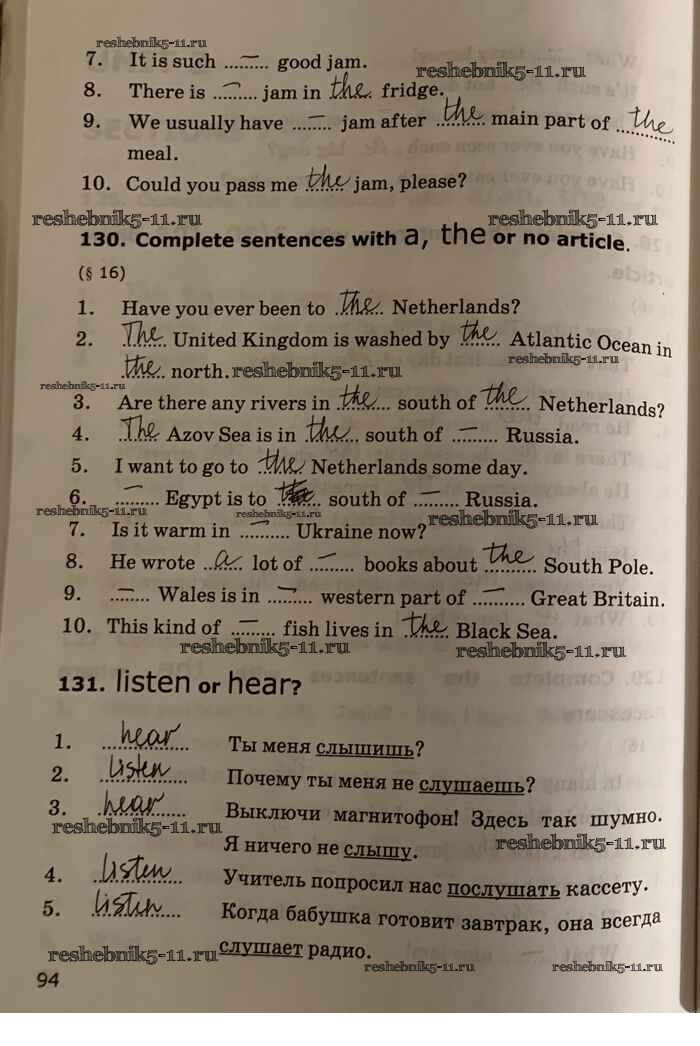 reshebnik5-11.ru
7. It is such ...–... good jam.
reshebnik5-11.ru
8. There is ...–... jam in the fridge.
9. We usually have ...–... jam after the main part of the
meal.
10. Could you pass me the jam, please?
reshebnik5-11.ru reshebnik5-11.ru
130. Complete sentences with a, the or no article.
(§ 16)
1. Have you ever been to the Netherlands?
2. The United Kingdom is washed by the Atlantic Ocean in
reshebnik5-11.ru
the north. reshebnik5-11.ru
reshebnik5-11.ru
3. Are there any rivers in the south of the Netherlands?
4. The Azov Sea is in the south of ...–... Russia.
5. I want to go to the Netherlands some day.
6. ...–... Egypt is to the south of ...–... Russia.
reshebnik5-11.ru reshebnik5-11.ru reshebnik5-11.ru
7. Is it warm in ...–... Ukraine now?
8. He wrote a lot of ...–... books about the South Pole.
9. ...–... Wales is in ...–... western part of ...–... Great Britain.
10. This kind of ...–... fish lives in the Black Sea.
reshebnik5-11.ru reshebnik5-11.ru
131. listen or hear?
1. hear Ты меня слышишь?
2. listen Почему ты меня не слушаешь?
3. hear Выключи магнитофон! Здесь так шумно.
reshebnik5-11.ru reshebnik5-11.ru
Я ничего не слышу.
4. listen Учитель попросил нас послушать кассету.
5. listen Когда бабушка готовит завтрак, она всегда
слушает радио.
reshebnik5-11.ru reshebnik5-11.ru reshebnik5-11.ru
94